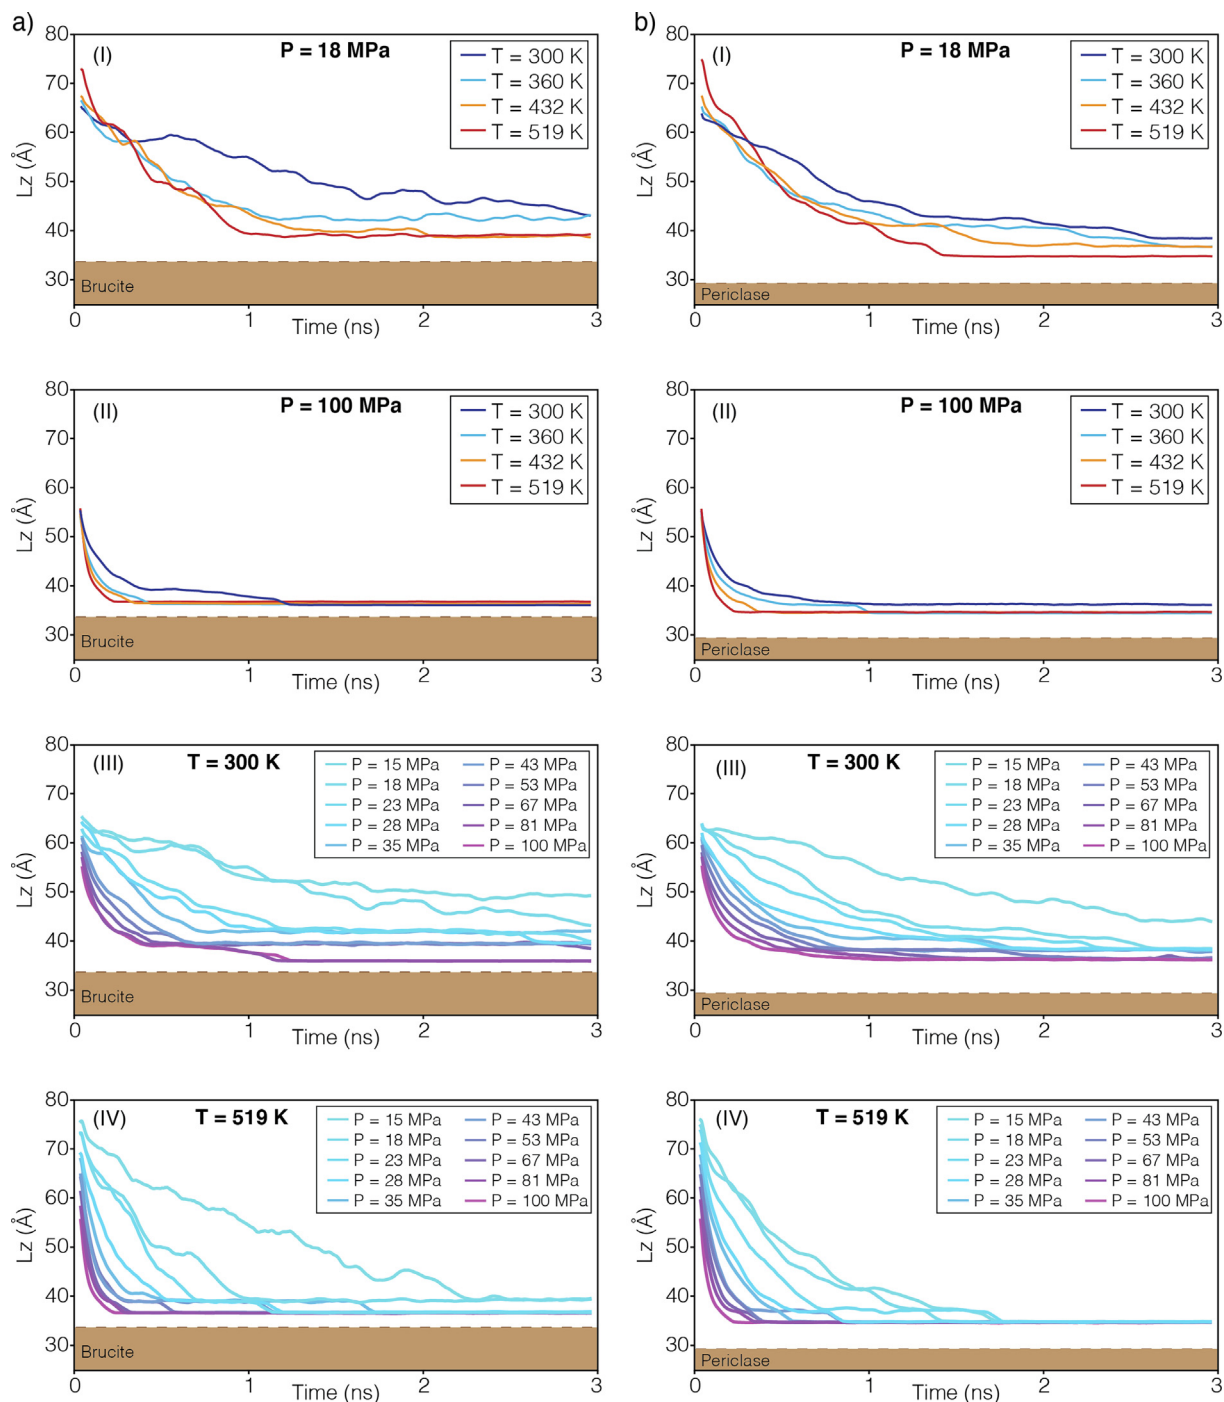 a)
(I)
P = 18 MPa
T = 300 K
T = 360 K
T = 432 K
T = 519 K
80
70
60
50
40
30
Lz (Å)
Brucite
0
1
2
3
Time (ns)
b)
(I)
P = 18 MPa
T = 300 K
T = 360 K
T = 432 K
T = 519 K
80
70
60
50
40
30
Lz (Å)
Periclase
0
1
2
3
Time (ns)
(II)
P = 100 MPa
T = 300 K
T = 360 K
T = 432 K
T = 519 K
80
70
60
50
40
30
Lz (Å)
Brucite
0
1
2
3
Time (ns)
(II)
P = 100 MPa
T = 300 K
T = 360 K
T = 432 K
T = 519 K
80
70
60
50
40
30
Lz (Å)
Periclase
0
1
2
3
Time (ns)
(III)
T = 300 K
P = 15 MPa
P = 18 MPa
P = 23 MPa
P = 28 MPa
P = 35 MPa
P = 43 MPa
P = 53 MPa
P = 67 MPa
P = 81 MPa
P = 100 MPa
80
70
60
50
40
30
Lz (Å)
Brucite
0
1
2
3
Time (ns)
(III)
T = 300 K
P = 15 MPa
P = 18 MPa
P = 23 MPa
P = 28 MPa
P = 35 MPa
P = 43 MPa
P = 53 MPa
P = 67 MPa
P = 81 MPa
P = 100 MPa
80
70
60
50
40
30
Lz (Å)
Periclase
0
1
2
3
Time (ns)
(IV)
T = 519 K
P = 15 MPa
P = 18 MPa
P = 23 MPa
P = 28 MPa
P = 35 MPa
P = 43 MPa
P = 53 MPa
P = 67 MPa
P = 81 MPa
P = 100 MPa
80
70
60
50
40
30
Lz (Å)
Brucite
0
1
2
3
Time (ns)
(IV)
T = 519 K
P = 15 MPa
P = 18 MPa
P = 23 MPa
P = 28 MPa
P = 35 MPa
P = 43 MPa
P = 53 MPa
P = 67 MPa
P = 81 MPa
P = 100 MPa
80
70
60
50
40
30
Lz (Å)
Periclase
0
1
2
3
Time (ns)